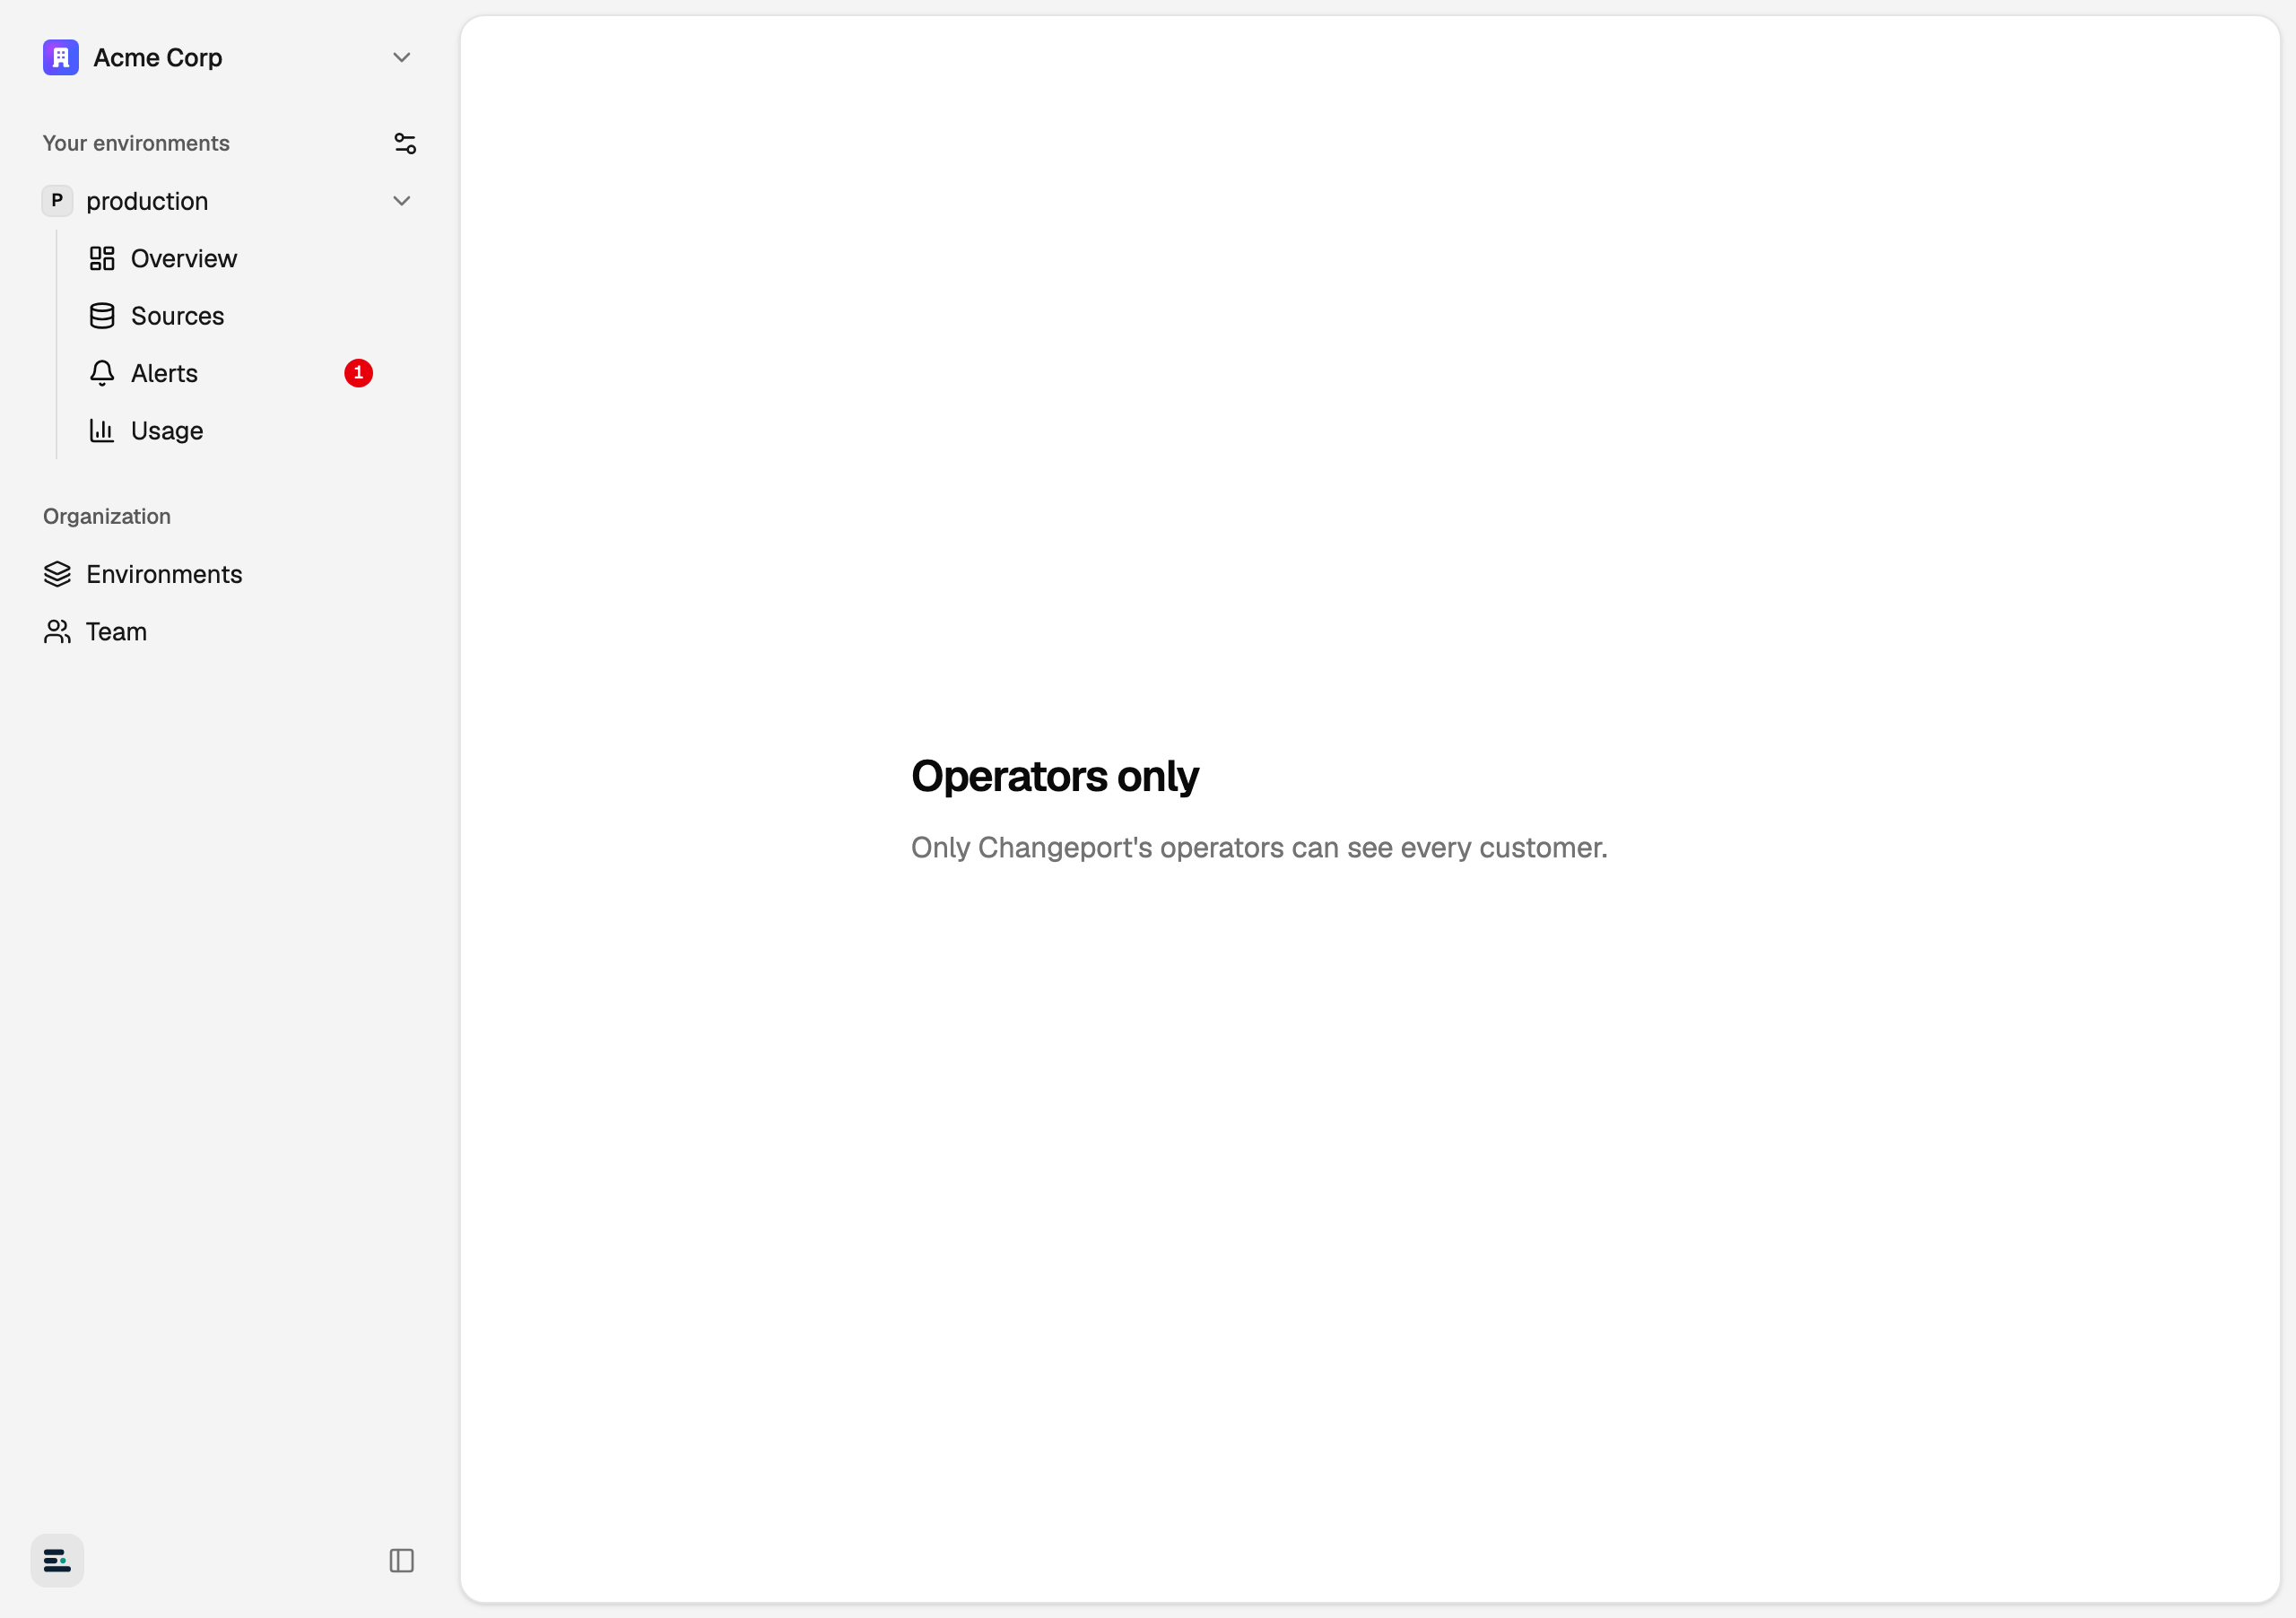 Acme Corp
Your environments
P production
Overview
Sources
Alerts 1
Usage
Organization
Environments
Team
Operators only
Only Changeport's operators can see every customer.